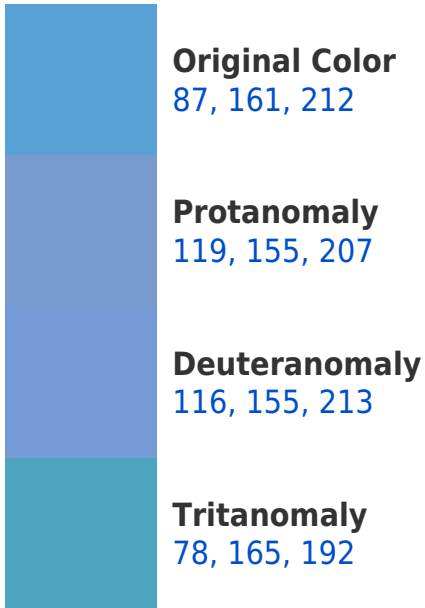 Original Color
87, 161, 212
Protanomaly
119, 155, 207
Deuteranomaly
116, 155, 213
Tritanomaly
78, 165, 192